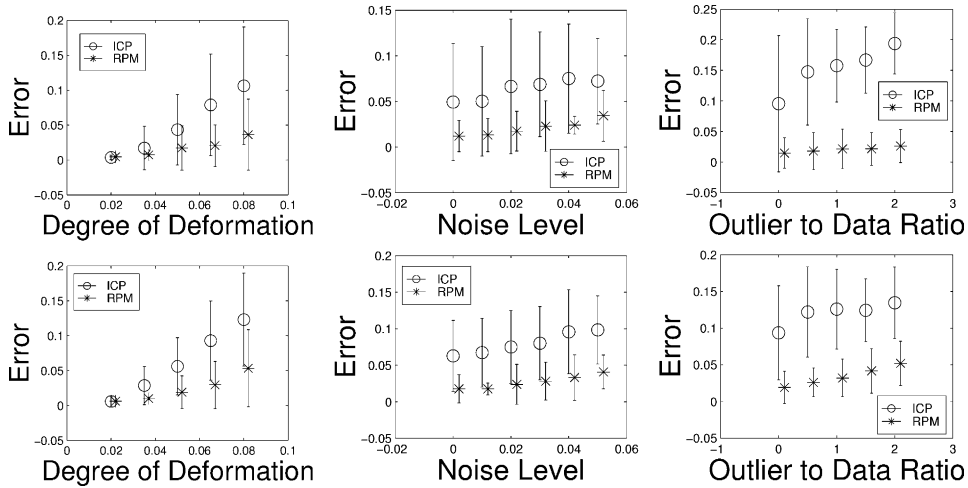 0.2
0.15
0.1
0.05
0
0.05
0 0.02 0.04 0.06 0.08 0.1
Error
Degree of Deformation
ICP
RPM
0.15
0.1
0.05
0
0.05
−0.02 0 0.02 0.04 0.06
Error
Noise Level
ICP
RPM
0.25
0.2
0.15
0.1
0.05
0
0.05
−1 0 1 2 3
Error
Outlier to Data Ratio
ICP
RPM
0.2
0.15
0.1
0.05
0
−0.05
0 0.02 0.04 0.06 0.08 0.1
Error
Degree of Deformation
ICP
RPM
0.2
0.15
0.1
0.05
0
−0.05
−0.02 0 0.02 0.04 0.06
Error
Noise Level
ICP
RPM
0.2
0.15
0.1
0.05
0
−0.05
−1 0 1 2 3
Error
Outlier to Data Ratio
ICP
RPM